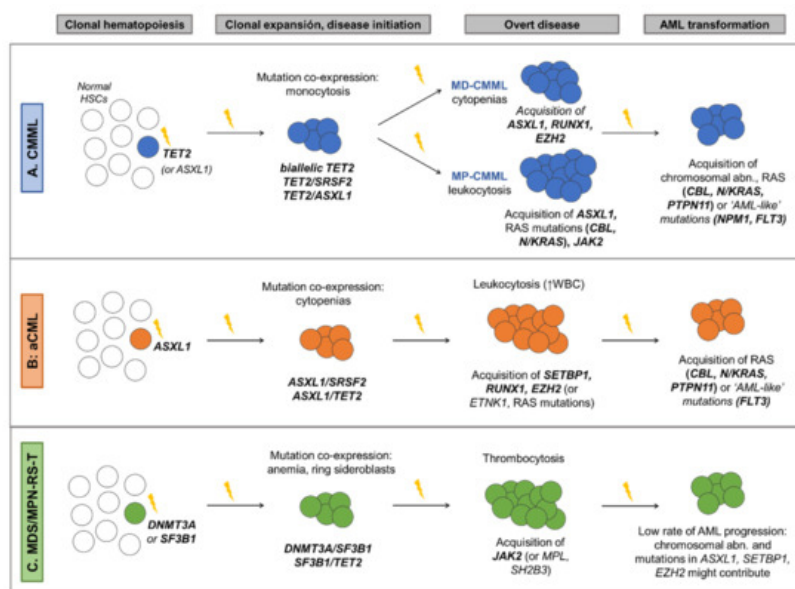 Clonal hematopoiesis
Clonal expansión, disease initiation
Overt disease
AML transformation
A. CMML
Normal
HSCs
TET2
(or ASXL1)
Mutation co-expression:
monocytosis
biallelic TET2
TET2/SRSF2
TET2/ASXL1
MD-CMML
cytopenias
Acquisition of
ASXL1, RUNX1,
EZH2
MP-CMML
leukocytosis
Acquisition of ASXL1,
RAS mutations (CBL,
N/KRAS), JAK2
Acquisition of
chromosomal abn., RAS
(CBL, N/KRAS,
PTPN11) or 'AML-like'
mutations (NPM1, FLT3)
B: aCML
ASXL1
Mutation co-expression:
cytopenias
ASXL1/SRSF2
ASXL1/TET2
Leukocytosis (↑WBC)
Acquisition of SETBP1,
RUNX1, EZH2 (or
ETNK1, RAS mutations)
Acquisition of RAS
(CBL, N/KRAS,
PTPN11) or 'AML-like'
mutations (FLT3)
C. MDS/MPN-RS-T
DNMT3A
or SF3B1
Mutation co-expression:
anemia, ring sideroblasts
DNMT3A/SF3B1
SF3B1/TET2
Thrombocytosis
Acquisition of
JAK2 (or MPL,
SH2B3)
Low rate of AML progression:
chromosomal abn. and
mutations in ASXL1, SETBP1,
EZH2 might contribute